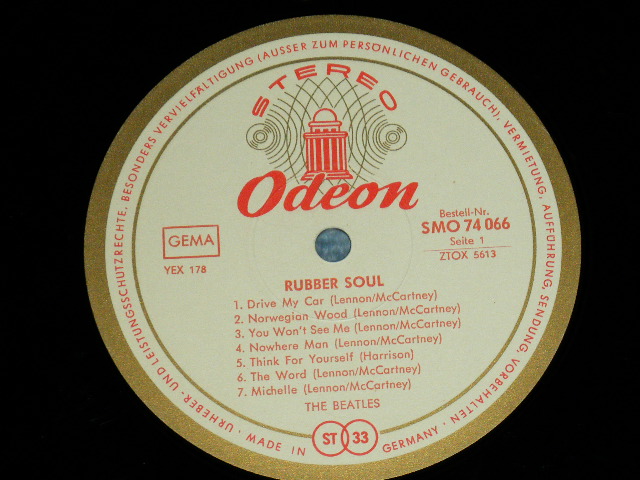 URHEBER- UND LEISTUNGSSCHUTZRECHTE, BESONDERS VERVIELFÄLTIGUNG (AUSSER ZUM PERSÖNLICHEN GEBRAUCH), VERMIETUNG, AUFFÜHRUNG, SENDUNG, VORBEHALTEN ·
STEREO
Odeon
GEMA
YEX 178
Bestell-Nr.
SMO 74 066
Seite 1
ZTOX 5613
RUBBER SOUL
1. Drive My Car (Lennon/McCartney)
2. Norwegian Wood (Lennon/McCartney)
3. You Won't See Me (Lennon/McCartney)
4. Nowhere Man (Lennon/McCartney)
5. Think For Yourself (Harrison)
6. The Word (Lennon/McCartney)
7. Michelle (Lennon/McCartney)
THE BEATLES
MADE IN GERMANY ·
ST 33